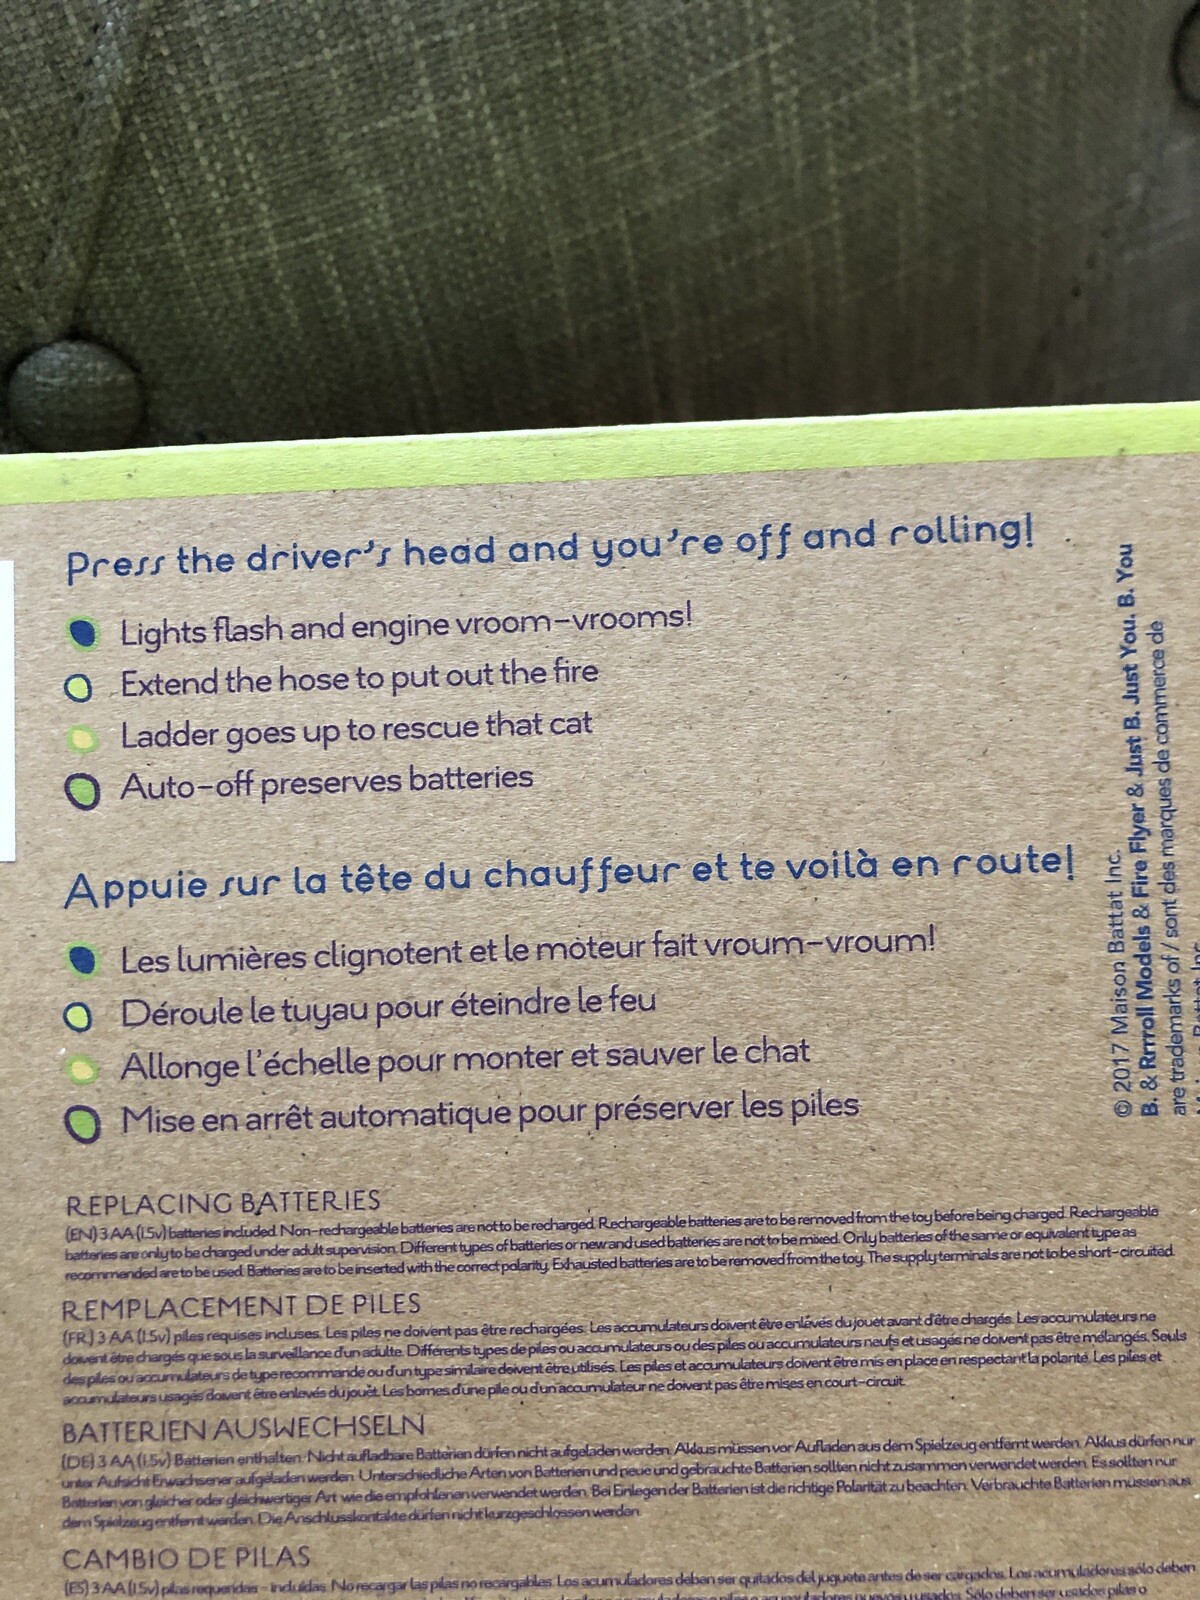 Press the driver's head and you're off and rolling!
Lights flash and engine vroom-vrooms!
Extend the hose to put out the fire
Ladder goes up to rescue that cat
Auto-off preserves batteries
Appuie sur la tête du chauffeur et te voilà en route!
Les lumières clignotent et le moteur fait vroum-vroum!
Déroule le tuyau pour éteindre le feu
Allonge l'échelle pour monter et sauver le chat
Mise en arrêt automatique pour préserver les piles
REPLACING BATTERIES
(EN) 3 AA (1.5v) batteries included. Non-rechargeable batteries are not to be recharged. Rechargeable batteries are to be removed from the toy before being charged. Rechargeable
batteries are only to be charged under adult supervision. Different types of batteries or new and used batteries are not to be mixed. Only batteries of the same or equivalent type as
recommended are to be used. Batteries are to be inserted with the correct polarity. Exhausted batteries are to be removed from the toy. The supply terminals are not to be short-circuited.
REMPLACEMENT DE PILES
(FR) 3 AA (1.5v) piles requises incluses. Les piles ne doivent pas être rechargées. Les accumulateurs doivent être enlevés du jouet avant d'être chargés. Les accumulateurs ne
doivent être chargés que sous la surveillance d'un adulte. Différents types de piles ou accumulateurs ou des piles ou accumulateurs neufs et usagés ne doivent pas être mélangés. Seuls
des piles ou accumulateurs de type recommandé ou d'un type similaire doivent être utilisés. Les piles et accumulateurs doivent être mis en place en respectant la polarité. Les piles et
accumulateurs usagés doivent être enlevés du jouet. Les bornes d'une pile ou d'un accumulateur ne doivent pas être mises en court-circuit.
BATTERIEN AUSWECHSELN
(DE) 3 AA (1.5v) Batterien enthalten. Nicht aufladbare Batterien dürfen nicht aufgeladen werden. Akkus müssen vor Aufladen aus dem Spielzeug entfernt werden. Akkus dürfen nur
unter Aufsicht Erwachsener aufgeladen werden. Unterschiedliche Arten von Batterien und neue und gebrauchte Batterien sollten nicht zusammen verwendet werden. Es sollten nur
Batterien von gleicher oder gleichwertiger Art wie die empfohlenen verwendet werden. Bei Einlegen der Batterien ist die richtige Polarität zu beachten. Verbrauchte Batterien müssen aus
dem Spielzeug entfernt werden. Die Anschlusskontakte dürfen nicht kurzgeschlossen werden.
CAMBIO DE PILAS
(ES) 3 AA (1.5v) pilas requeridas - incluidas. No recargar las pilas no recargables. Los acumuladores deben ser quitados del juguete antes de ser cargados. Los acumuladores sólo deben
nuevos y usados. Sólo deben ser usados pilas o
© 2017 Maison Battat Inc.
B. & Rrrroll Models & Fire Flyer & Just B. Just You. B. You
are trademarks of / sont des marques de commerce de